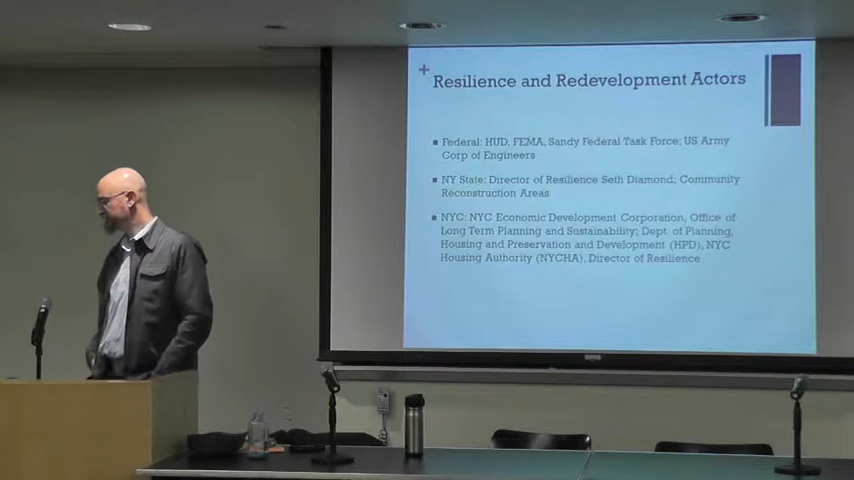 +
Resilience and Redevelopment Actors
▪ Federal: HUD, FEMA, Sandy Federal Task Force; US Army
Corp of Engineers
▪ NY State: Director of Resilience Seth Diamond, Community
Reconstruction Areas
▪ NYC: NYC Economic Development Corporation, Office of
Long Term Planning and Sustainability; Dept of Planning,
Housing and Preservation and Development (HPD), NYC
Housing Authority (NYCHA), Director of Resilience